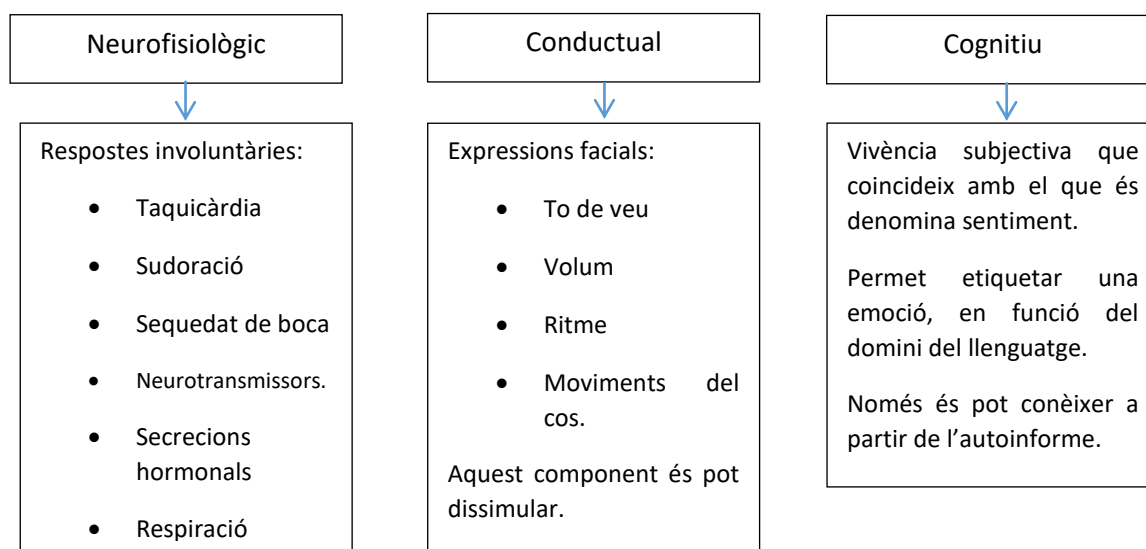 Neurofisiològic
Respostes involuntàries:
• Taquicàrdia
• Sudoració
• Sequedat de boca
• Neurotransmissors.
• Secrecions
hormonals
• Respiració
Conductual
Expressions facials:
• To de veu
• Volum
• Ritme
• Moviments del
cos.
Aquest component és pot
dissimular.
Cognitiu
Vivència subjectiva que
coincideix amb el que és
denomina sentiment.
Permet etiquetar una
emoció, en funció del
domini del llenguatge.
Només és pot conèixer a
partir de l’autoinforme.